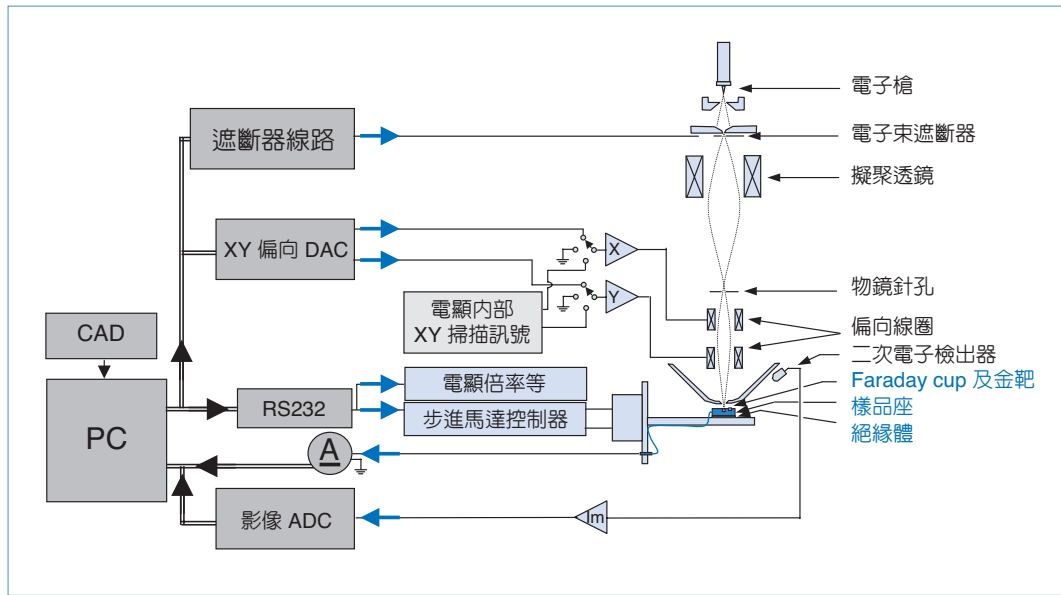 電子槍
遮斷器線路
電子束遮斷器
擬聚透鏡
XY 偏向 DAC
X
物鏡針孔
Y
電顯內部
XY 掃描訊號
偏向線圈
CAD
二次電子檢出器
Faraday cup 及金靶
樣品座
絕緣體
電顯倍率等
RS232
步進馬達控制器
PC
A
影像 ADC
Im